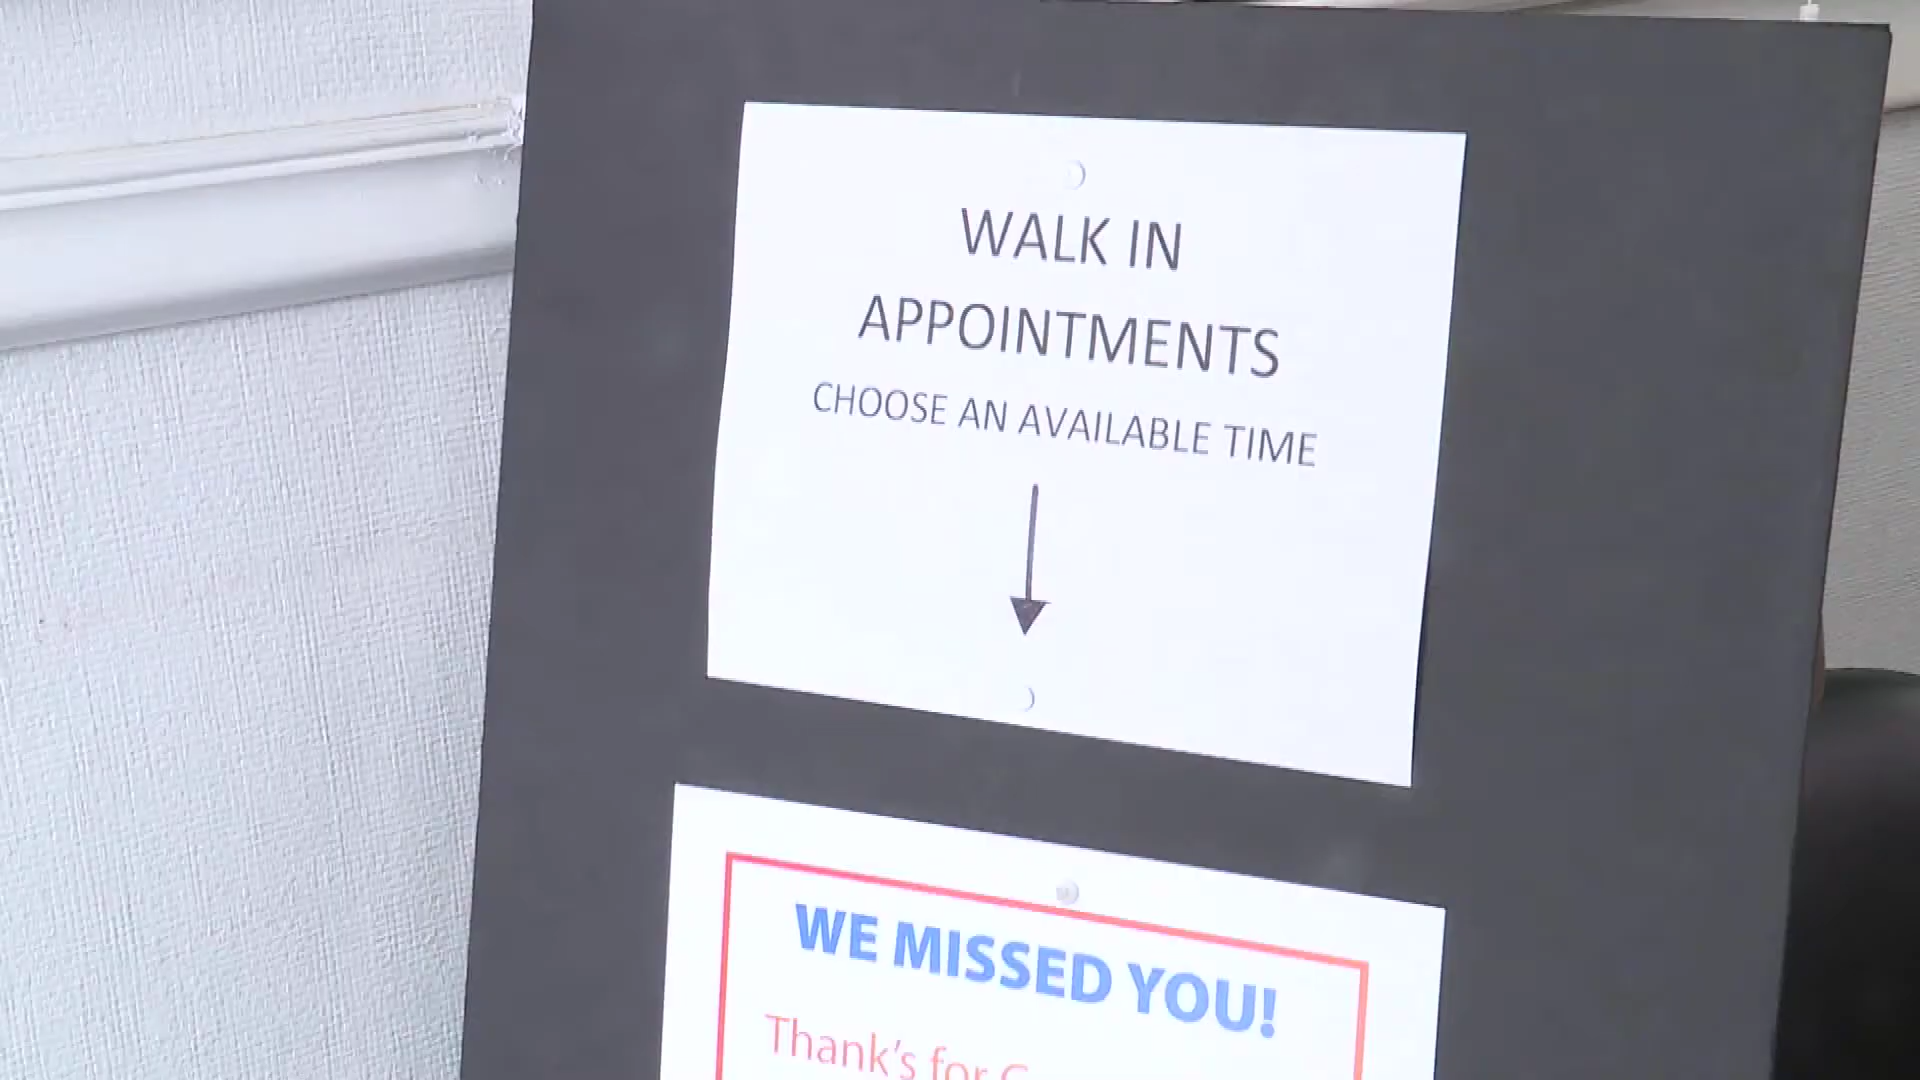 WALK IN
APPOINTMENTS
CHOOSE AN AVAILABLE TIME
WE MISSED YOU!
Thank's for